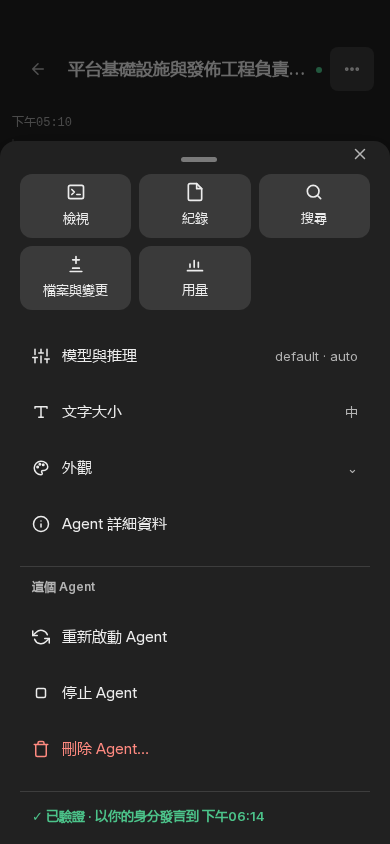 平台基礎設施與發佈工程負責…
下午05:10
檢視
紀錄
搜尋
檔案與變更
用量
模型與推理 default · auto
文字大小 中
外觀
Agent 詳細資料
這個 Agent
重新啟動 Agent
停止 Agent
刪除 Agent…
✓ 已驗證 · 以你的身分發言到 下午06:14